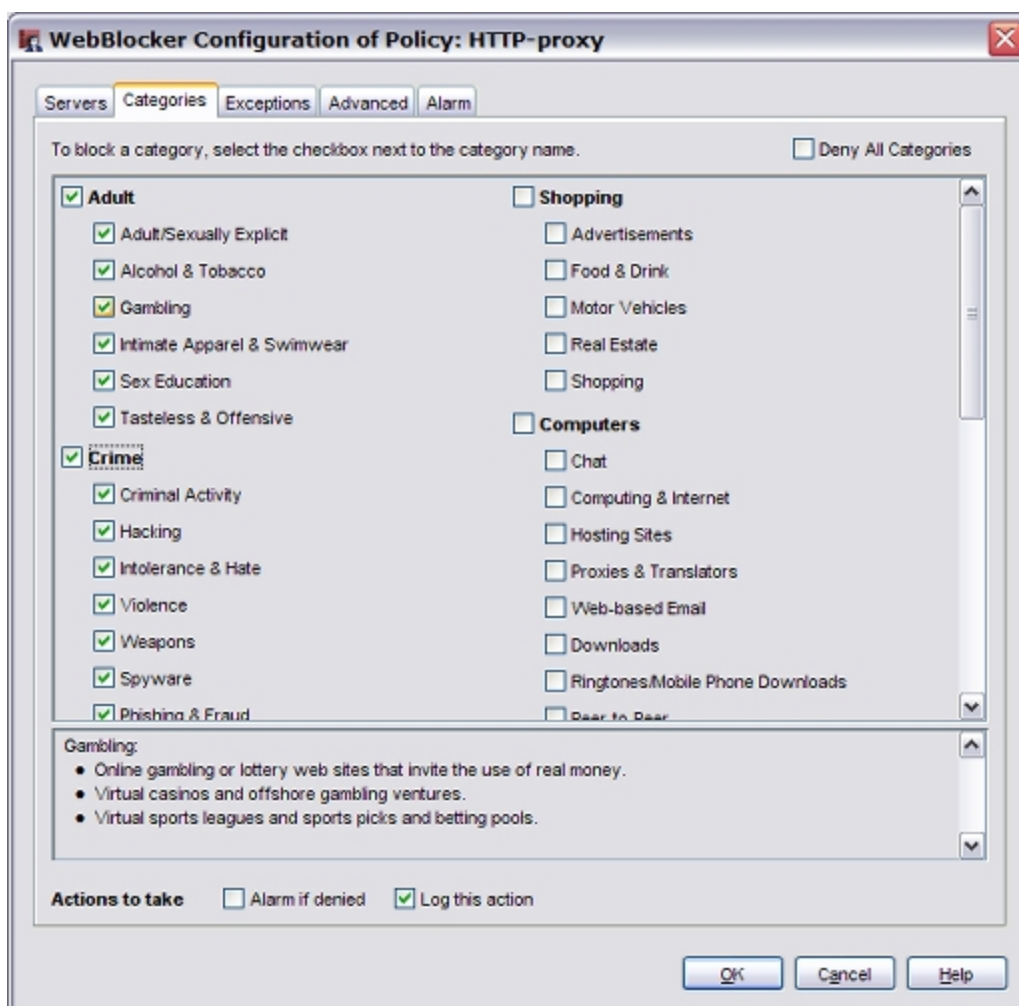 WebBlocker Configuration of Policy: HTTP-proxy
Servers Categories Exceptions Advanced Alarm
To block a category, select the checkbox next to the category name.
Deny All Categories
Adult
Adult/Sexually Explicit
Alcohol & Tobacco
Gambling
Intimate Apparel & Swimwear
Sex Education
Tasteless & Offensive
Crime
Criminal Activity
Hacking
Intolerance & Hate
Violence
Weapons
Spyware
Phishing & Fraud
Shopping
Advertisements
Food & Drink
Motor Vehicles
Real Estate
Shopping
Computers
Chat
Computing & Internet
Hosting Sites
Proxies & Translators
Web-based Email
Downloads
Ringtones/Mobile Phone Downloads
Peer to Peer
Gambling:
• Online gambling or lottery web sites that invite the use of real money.
• Virtual casinos and offshore gambling ventures.
• Virtual sports leagues and sports picks and betting pools.
Actions to take
Alarm if denied
Log this action
OK
Cancel
Help